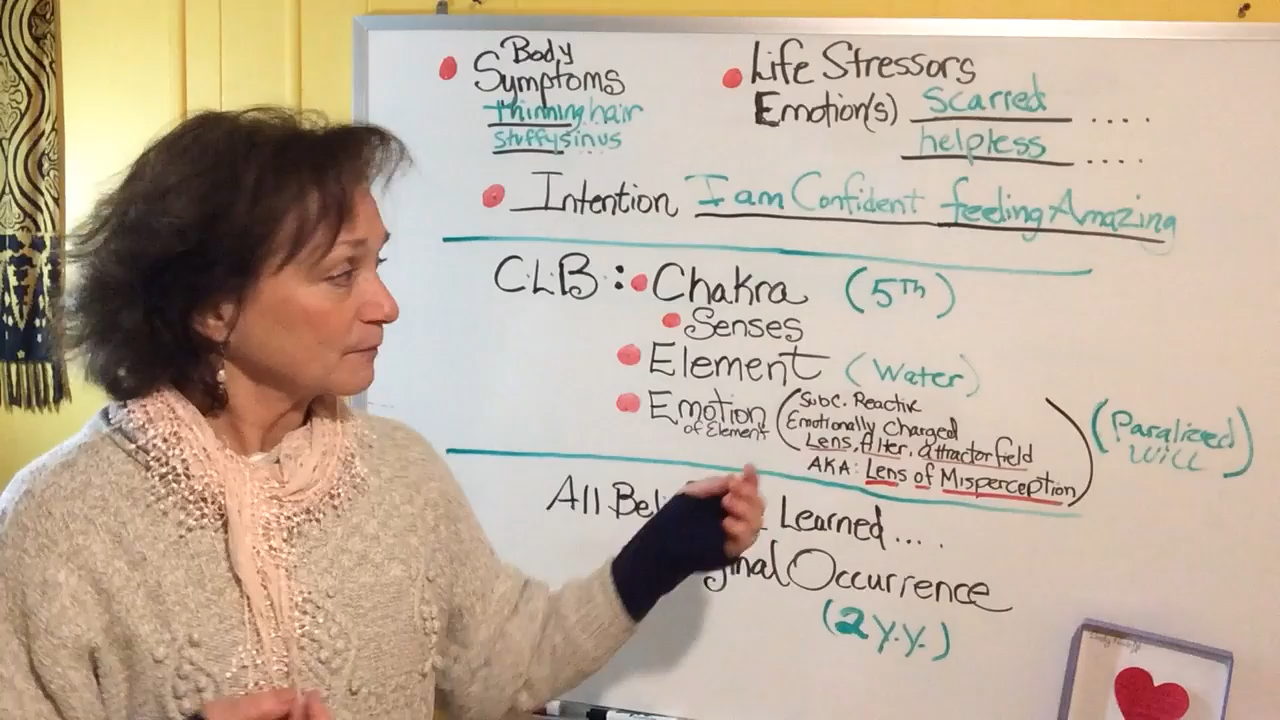 Body
Symptoms
thinning hair
stuffy sinus
Life Stressors
Emotion(s) Scarred ....
helpless ....
Intention I am Confident feeling Amazing
CLB: Chakra (5TH)
Senses
Element (Water)
Emotion
of Element
(Subc. Reactive
Emotionally Charged
Lens, filter, attractor field
AKA: Lens of Misperception)
(Paralized
Will)
All Learned ....
Occurrence
(2 y.y.)